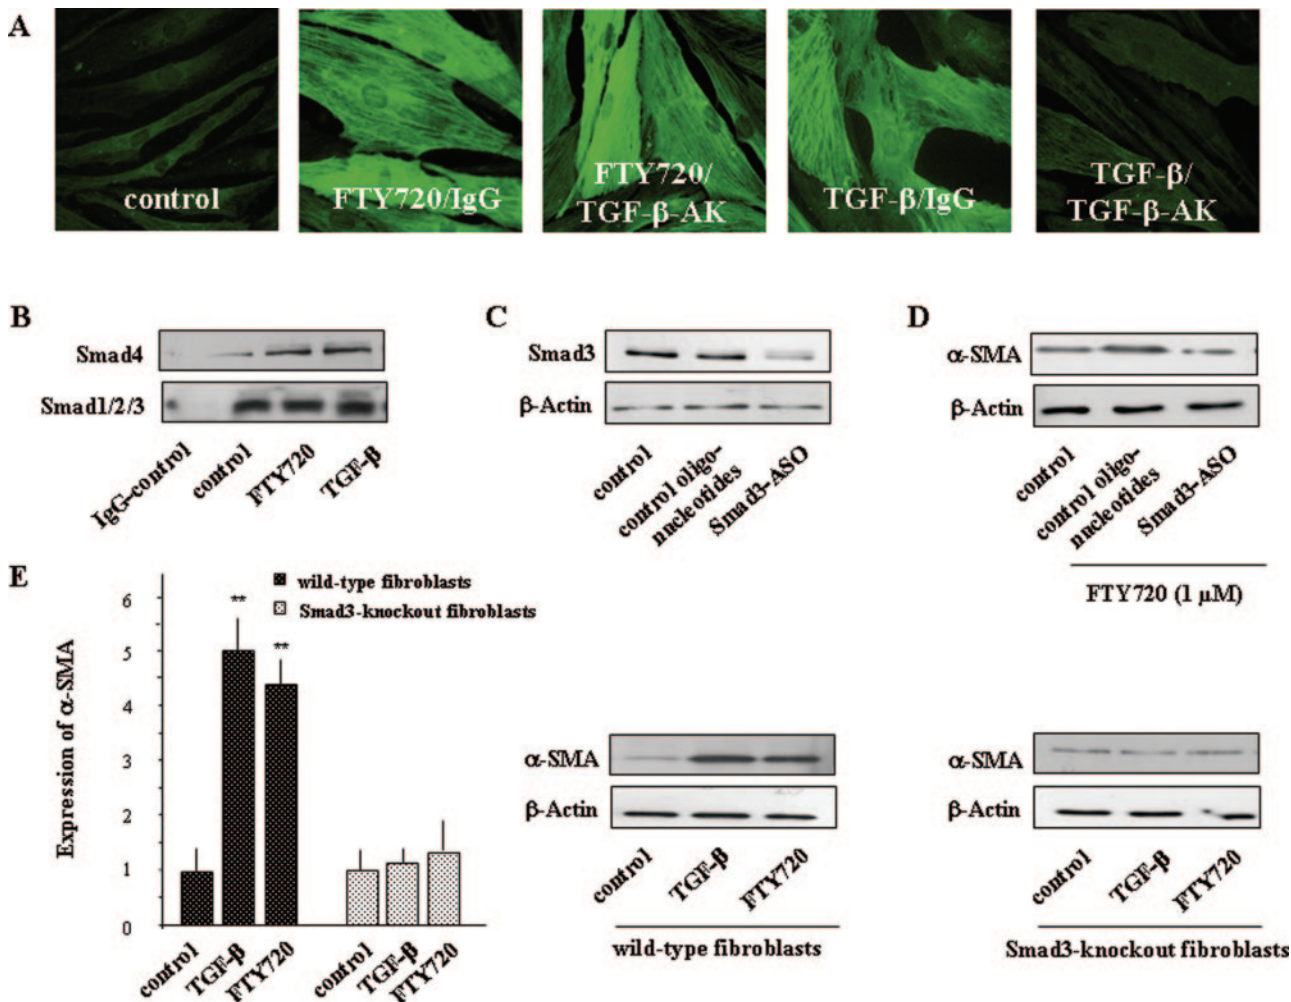 A
control
FTY720/IgG
FTY720/
TGF-β-AK
TGF-β/IgG
TGF-β/
TGF-β-AK
B
Smad4
Smad1/2/3
IgG-control
control
FTY720
TGF-β
C
Smad3
β-Actin
control
control oligo-
nucleotides
Smad3-ASO
D
α-SMA
β-Actin
control
control oligo-
nucleotides
Smad3-ASO
FTY720 (1 µM)
E
Expression of α-SMA
6
5
4
3
2
1
0
wild-type fibroblasts
Smad3-knockout fibroblasts
**
**
control
TGF-β
FTY720
control
TGF-β
FTY720
α-SMA
β-Actin
control
TGF-β
FTY720
wild-type fibroblasts
α-SMA
β-Actin
control
TGF-β
FTY720
Smad3-knockout fibroblasts